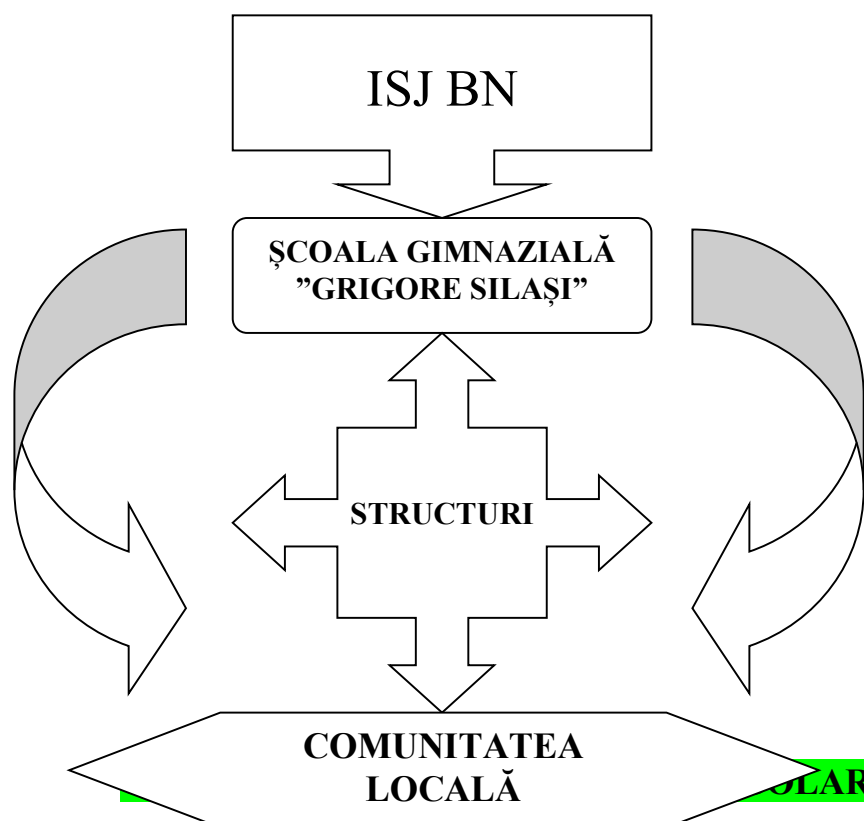 ISJ BN
ȘCOALA GIMNAZIALĂ
”GRIGORE SILAȘI”
STRUCTURI
COMUNITATEA
LOCALĂ